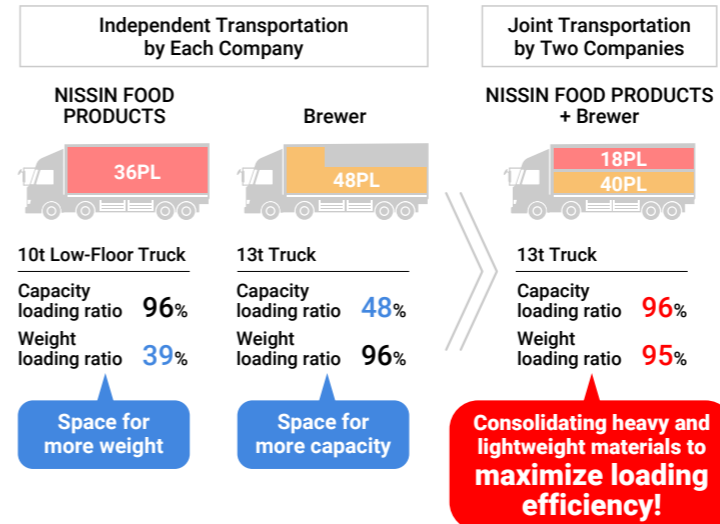 Independent Transportation
by Each Company
Joint Transportation
by Two Companies
NISSIN FOOD
PRODUCTS
Brewer
NISSIN FOOD PRODUCTS
+ Brewer
36PL
48PL
18PL
40PL
10t Low-Floor Truck
Capacity
loading ratio 96%
Weight
loading ratio 39%
Space for
more weight
13t Truck
Capacity
loading ratio 48%
Weight
loading ratio 96%
Space for
more capacity
13t Truck
Capacity
loading ratio 96%
Weight
loading ratio 95%
Consolidating heavy and
lightweight materials to
maximize loading
efficiency!